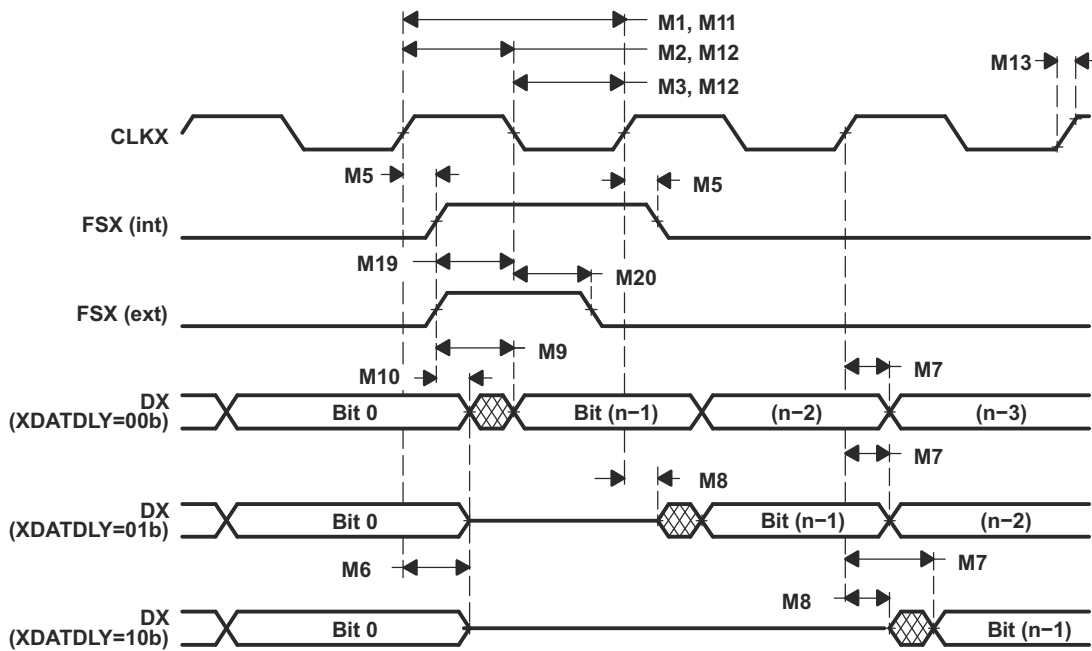 M1, M11
M2, M12
M13
M3, M12
CLKX
M5
M5
FSX (int)
M19
M20
FSX (ext)
M9
M10
M7
DX
(XDATDLY=00b)
Bit 0
Bit (n−1)
(n−2)
(n−3)
M7
M8
DX
(XDATDLY=01b)
Bit 0
Bit (n−1)
(n−2)
M6
M7
M8
DX
(XDATDLY=10b)
Bit 0
Bit (n−1)